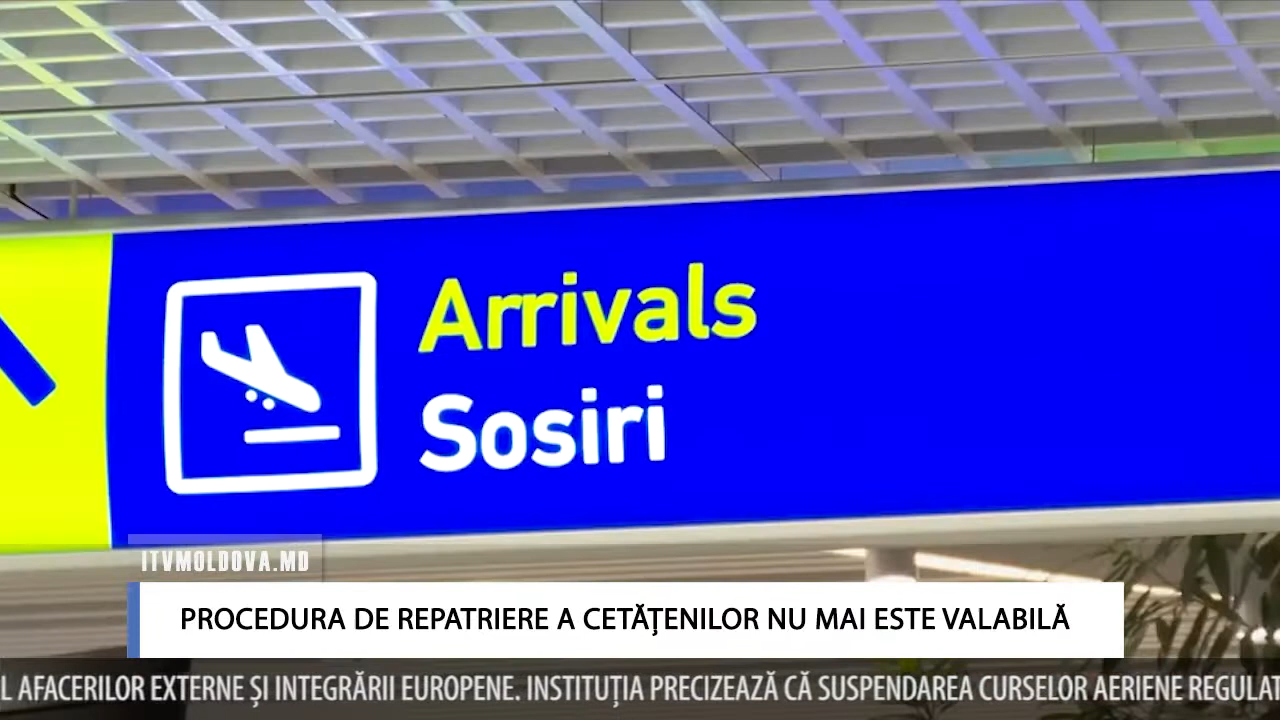 Arrivals
Sosiri
ITVMOLDOVA.MD
PROCEDURA DE REPATRIERE A CETĂȚENILOR NU MAI ESTE VALABILĂ
L AFACERILOR EXTERNE ȘI INTEGRĂRII EUROPENE. INSTITUȚIA PRECIZEAZĂ CĂ SUSPENDAREA CURSELOR AERIENE REGULAT